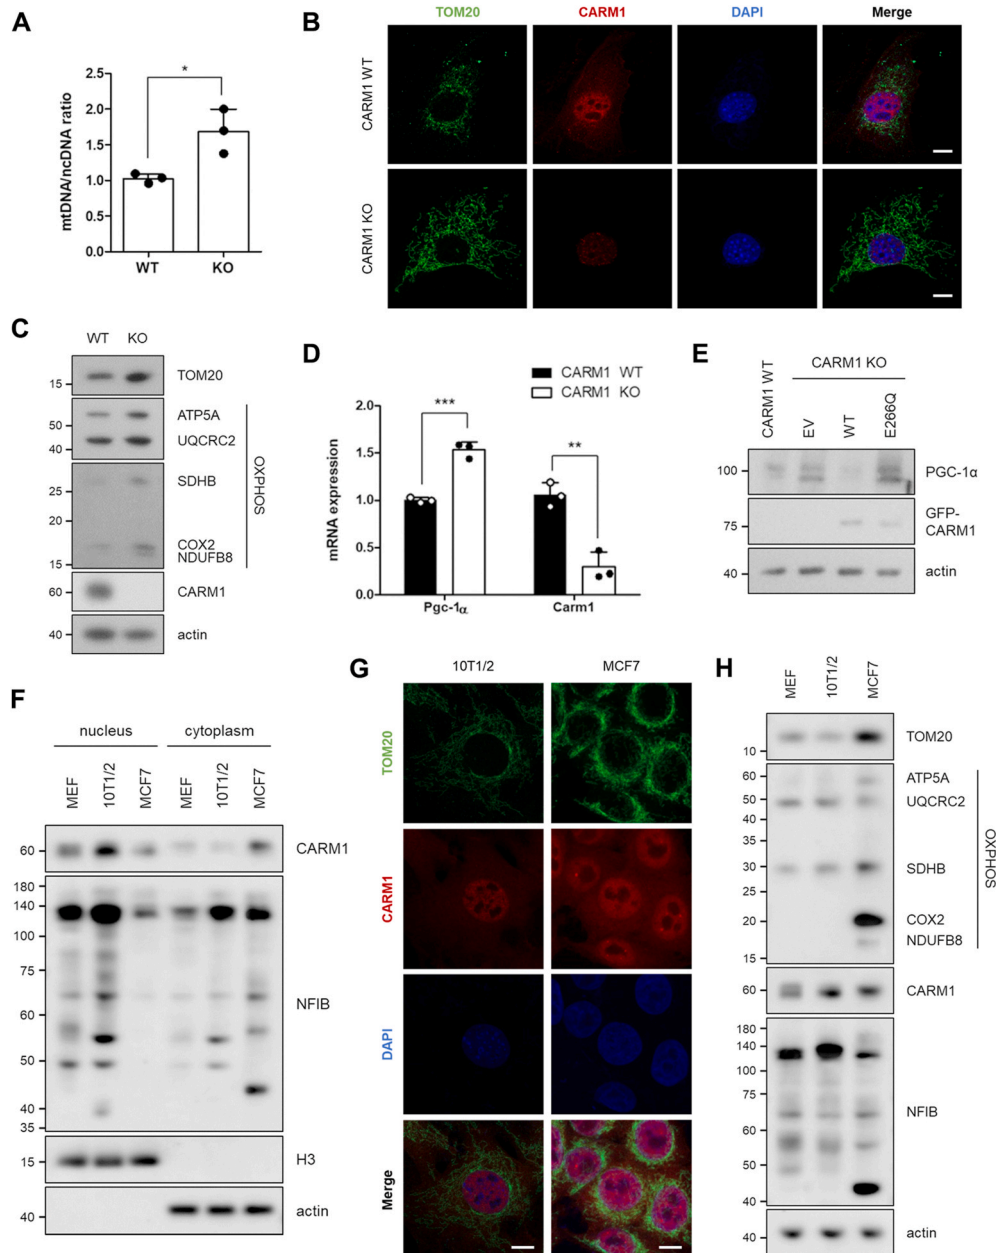 A
mtDNA/ncDNA ratio
2.5
2.0
1.5
1.0
0.5
0.0
*
WT KO
B
TOM20 CARM1 DAPI Merge
CARM1 WT
CARM1 KO
C
WT KO
15
TOM20
50
40
ATP5A
UQCRC2
25
20
15
SDHB
COX2
NDUFB8
OXPHOS
60
CARM1
40
actin
D
CARM1 WT
CARM1 KO
mRNA expression
2.0
1.5
1.0
0.5
0.0
***
**
Pgc-1α Carm1
E
CARM1 WT
CARM1 KO
EV WT E266Q
100
PGC-1α
75
GFP-
CARM1
40
actin
F
nucleus cytoplasm
MEF 10T1/2 MCF7 MEF 10T1/2 MCF7
60
CARM1
180
140
100
75
60
50
40
35
NFIB
15
H3
40
actin
G
10T1/2 MCF7
TOM20
CARM1
DAPI
Merge
H
MEF 10T1/2 MCF7
10
TOM20
60
50
40
30
25
20
15
ATP5A
UQCRC2
SDHB
COX2
NDUFB8
OXPHOS
60
CARM1
180
140
100
75
60
50
40
NFIB
40
actin